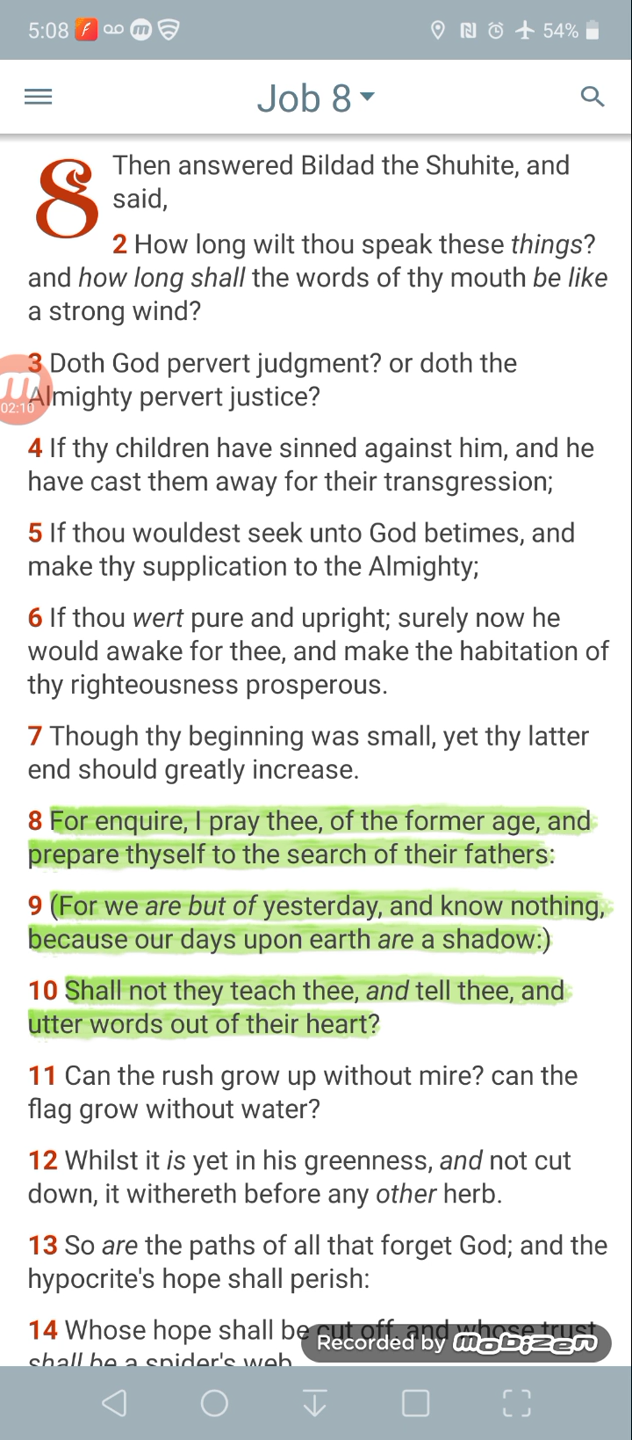 5:08 54%
Job 8
8 Then answered Bildad the Shuhite, and
said,
2 How long wilt thou speak these things?
and how long shall the words of thy mouth be like
a strong wind?
3 Doth God pervert judgment? or doth the
Almighty pervert justice?
02:10
4 If thy children have sinned against him, and he
have cast them away for their transgression;
5 If thou wouldest seek unto God betimes, and
make thy supplication to the Almighty;
6 If thou wert pure and upright; surely now he
would awake for thee, and make the habitation of
thy righteousness prosperous.
7 Though thy beginning was small, yet thy latter
end should greatly increase.
8 For enquire, I pray thee, of the former age, and
prepare thyself to the search of their fathers:
9 (For we are but of yesterday, and know nothing,
because our days upon earth are a shadow:)
10 Shall not they teach thee, and tell thee, and
utter words out of their heart?
11 Can the rush grow up without mire? can the
flag grow without water?
12 Whilst it is yet in his greenness, and not cut
down, it withereth before any other herb.
13 So are the paths of all that forget God; and the
hypocrite's hope shall perish:
14 Whose hope shall be cut off, and whose trust
shall be a spider's web
Recorded by mobizen